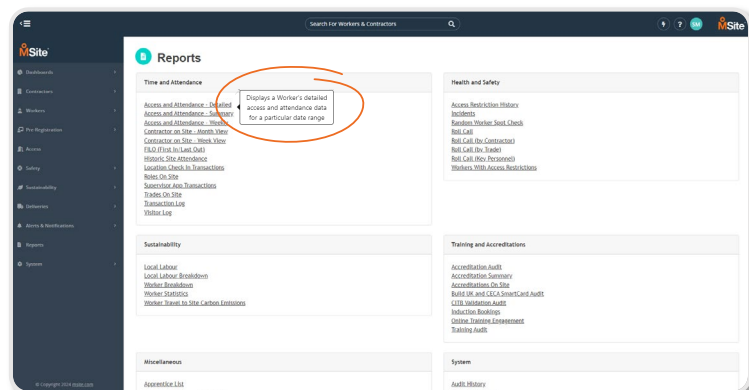 Search For Workers & Contractors
?
SM
MSite
MSite
Dashboards
Contractors
Workers
Pre Registration
Access
Safety
Sustainability
Deliveries
Alerts & Notifications
Reports
System
© Copyright 2024 msite.com
Reports
Time and Attendance
Access and Attendance - Detailed
Access and Attendance - Summary
Access and Attendance - Weekly
Contractor on Site - Month View
Contractor on Site - Week View
FILO (First In/Last Out)
Historic Site Attendance
Location Check In Transactions
Roles On Site
Supervisor App Transactions
Trades On Site
Transaction Log
Visitor Log
Displays a Worker's detailed
access and attendance data
for a particular date range
Health and Safety
Access Restriction History
Incidents
Random Worker Spot Check
Roll Call
Roll Call (by Contractor)
Roll Call (by Trade)
Roll Call (Key Personnel)
Workers With Access Restrictions
Sustainability
Local Labour
Local Labour Breakdown
Worker Breakdown
Worker Statistics
Worker Travel to Site Carbon Emissions
Training and Accreditations
Accreditation Audit
Accreditation Summary
Accreditations On Site
Build UK and CECA SmartCard Audit
CITB Validation Audit
Induction Bookings
Online Training Engagement
Training Audit
Miscellaneous
Apprentice List
System
Audit History